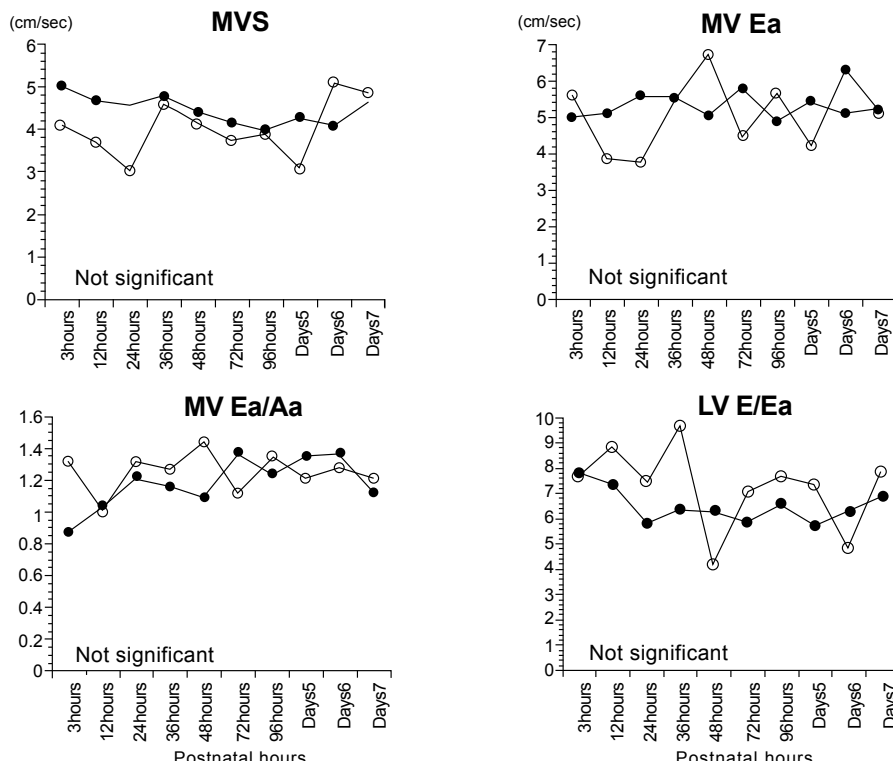 (cm/sec)
MVS
6
5
4
3
2
1
0
Not significant
3hours
12hours
24hours
36hours
48hours
72hours
96hours
Days5
Days6
Days7
(cm/sec)
MV Ea
7
6
5
4
3
2
1
0
Not significant
3hours
12hours
24hours
36hours
48hours
72hours
96hours
Days5
Days6
Days7
MV Ea/Aa
1.6
1.4
1.2
1
0.8
0.6
0.4
0.2
0
Not significant
3hours
12hours
24hours
36hours
48hours
72hours
96hours
Days5
Days6
Days7
Postnatal hours
LV E/Ea
10
9
8
7
6
5
4
3
2
1
0
Not significant
3hours
12hours
24hours
36hours
48hours
72hours
96hours
Days5
Days6
Days7
Postnatal hours